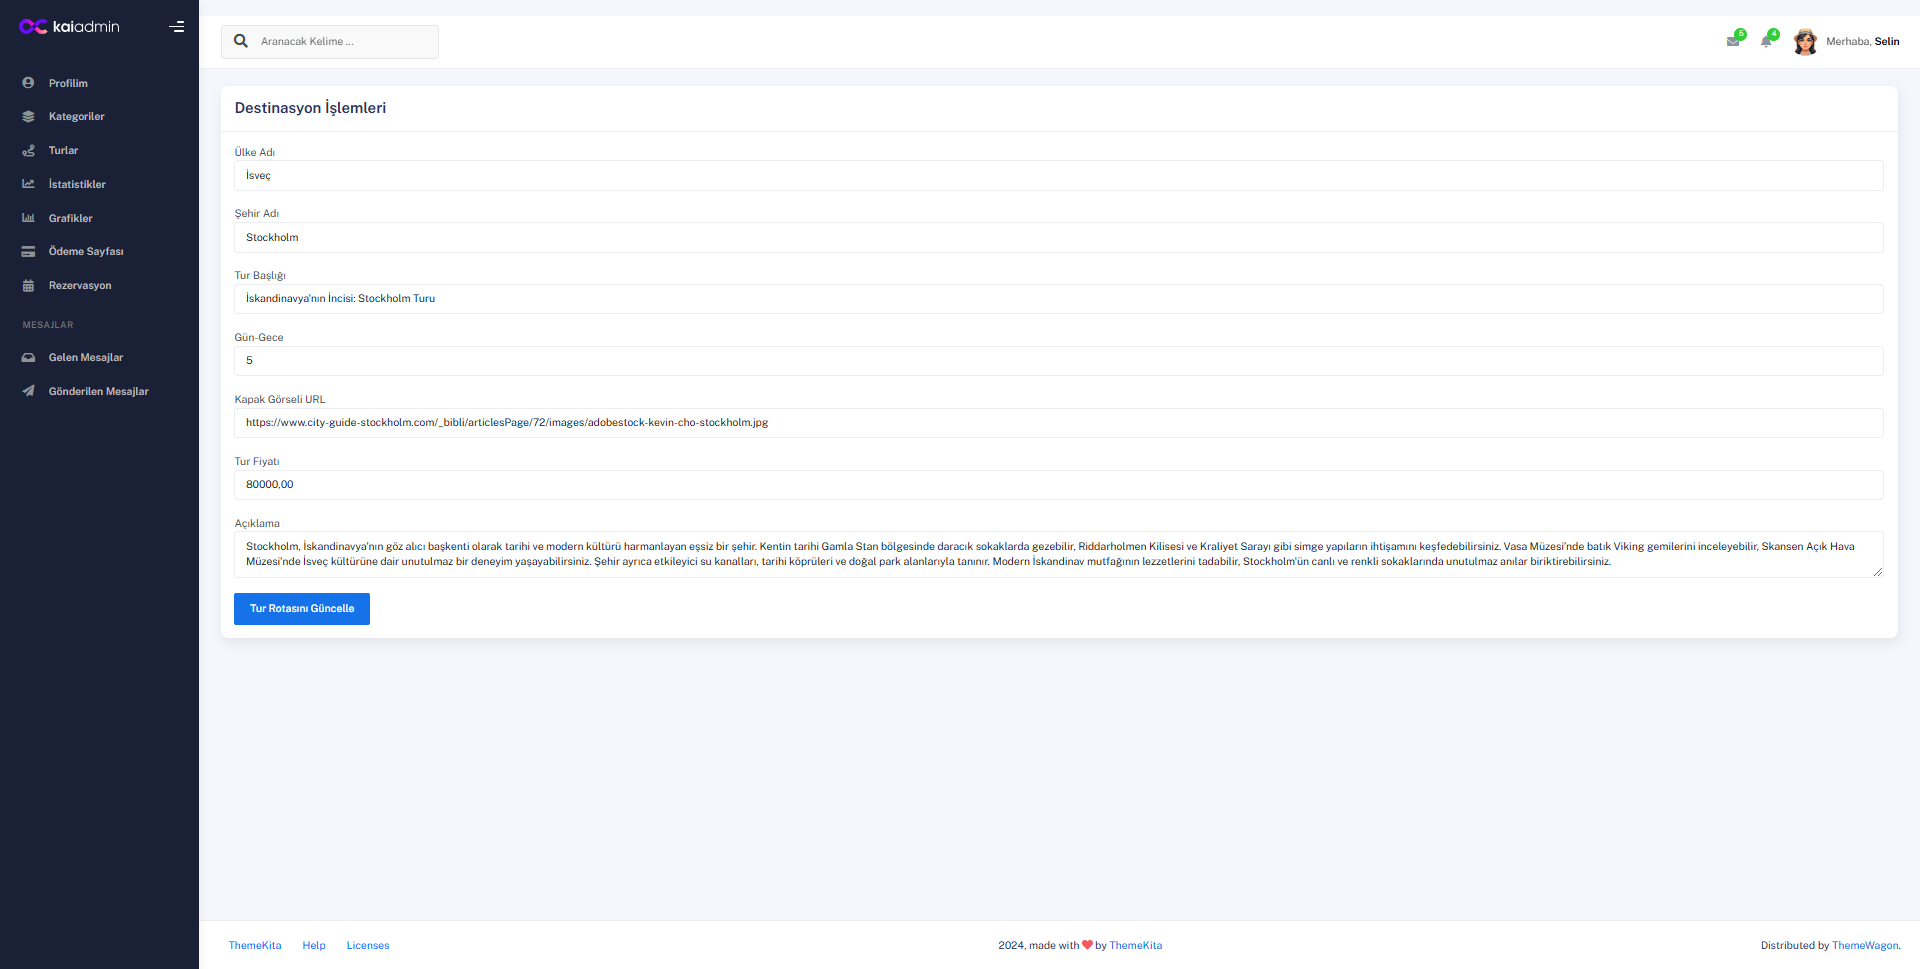 kaiadmin
Profilim
Kategoriler
Turlar
İstatistikler
Grafikler
Ödeme Sayfası
Rezervasyon
MESAJLAR
Gelen Mesajlar
Gönderilen Mesajlar
Aranacak Kelime ...
5
4
Merhaba, Selin
Destinasyon İşlemleri
Ülke Adı
İsveç
Şehir Adı
Stockholm
Tur Başlığı
İskandinavya'nın İncisi: Stockholm Turu
Gün-Gece
5
Kapak Görseli URL
https://www.city-guide-stockholm.com/_bibli/articlesPage/72/images/adobestock-kevin-cho-stockholm.jpg
Tur Fiyatı
80000,00
Açıklama
Stockholm, İskandinavya'nın göz alıcı başkenti olarak tarihi ve modern kültürü harmanlayan eşsiz bir şehir. Kentin tarihi Gamla Stan bölgesinde daracık sokaklarda gezebilir, Riddarholmen Kilisesi ve Kraliyet Sarayı gibi simge yapıların ihtişamını keşfedebilirsiniz. Vasa Müzesi'nde batık Viking gemilerini inceleyebilir, Skansen Açık Hava
Müzesi'nde İsveç kültürüne dair unutulmaz bir deneyim yaşayabilirsiniz. Şehir ayrıca etkileyici su kanalları, tarihi köprüleri ve doğal park alanlarıyla tanınır. Modern İskandinav mutfağının lezzetlerini tadabilir, Stockholm'ün canlı ve renkli sokaklarında unutulmaz anılar biriktirebilirsiniz.
Tur Rotasını Güncelle
ThemeKita Help Licenses
2024, made with by ThemeKita
Distributed by ThemeWagon.